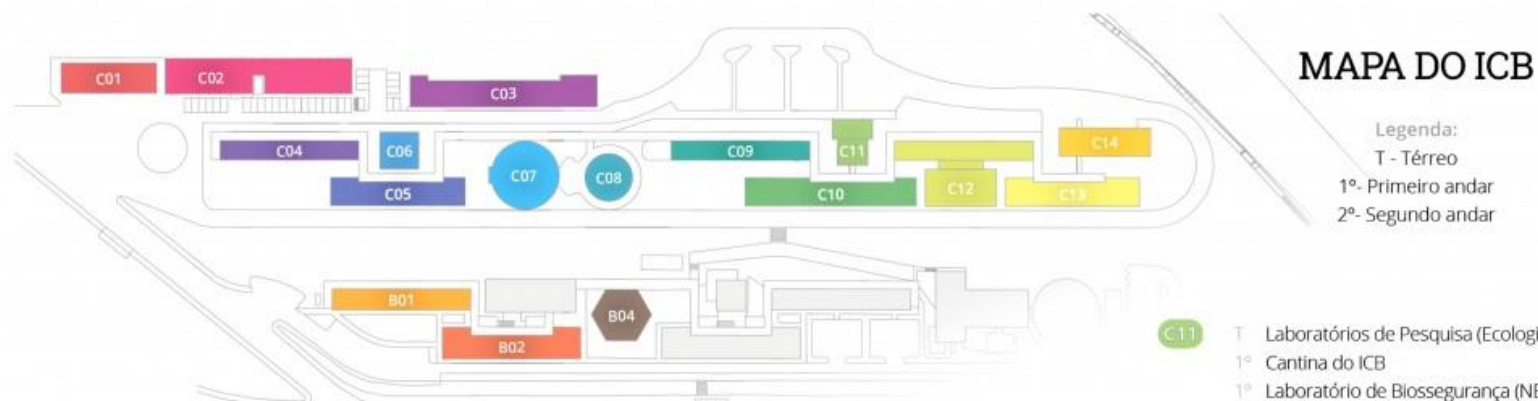 MAPA DO ICB
Legenda:
T - Térreo
1º- Primeiro andar
2º- Segundo andar
C01
C02
C03
C04
C06
C05
C07
C08
C09
C11
C10
C12
C14
C13
B01
B02
B04
C11
T Laboratórios de Pesquisa (Ecologi
1º Cantina do ICB
1º Laboratório de Biossegurança (NB